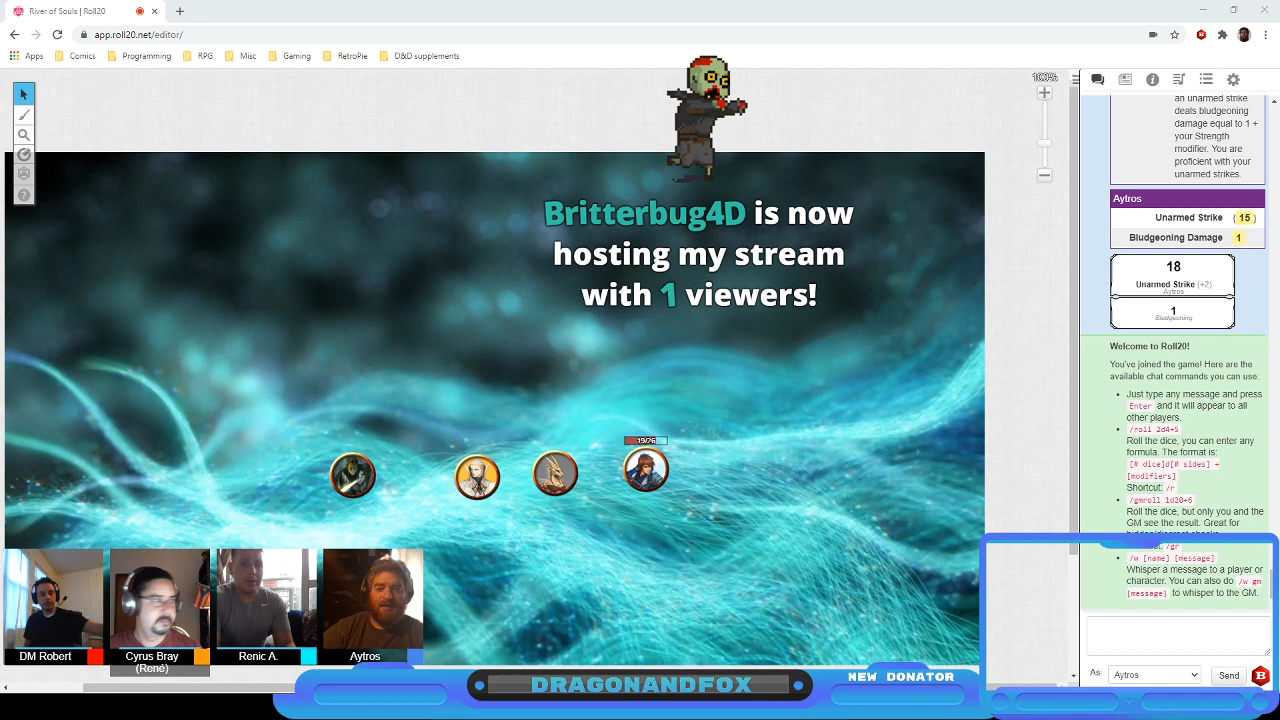 River of Souls | Roll20
app.roll20.net/editor/
Apps
Comics
Programming
RPG
Misc
Gaming
RetroPie
D&D supplements
100%
Britterbug4D is now
hosting my stream
with 1 viewers!
19/26
DM Robert
Cyrus Bray
(René)
Renic A.
Aytros
DRAGONANDFOX
NEW DONATOR
an unarmed strike
deals bludgeoning
damage equal to 1 +
your Strength
modifier. You are
proficient with your
unarmed strikes.
Aytros
Unarmed Strike 15
Bludgeoning Damage 1
18
Unarmed Strike (+2)
Aytros
1
Bludgeoning
Welcome to Roll20!
You've joined the game! Here are the
available chat commands you can use:
Just type any message and press
Enter and it will appear to all
other players.
/roll 2d4+5
Roll the dice, you can enter any
formula. The format is:
[# dice]d[# sides] +
[modifiers]
Shortcut: /r
/gmroll 1d20+6
Roll the dice, but only you and the
GM see the result. Great for
/gr
/w [name] [message]
Whisper a message to a player or
character. You can also do /w gm
[message] to whisper to the GM.
As: Aytros Send